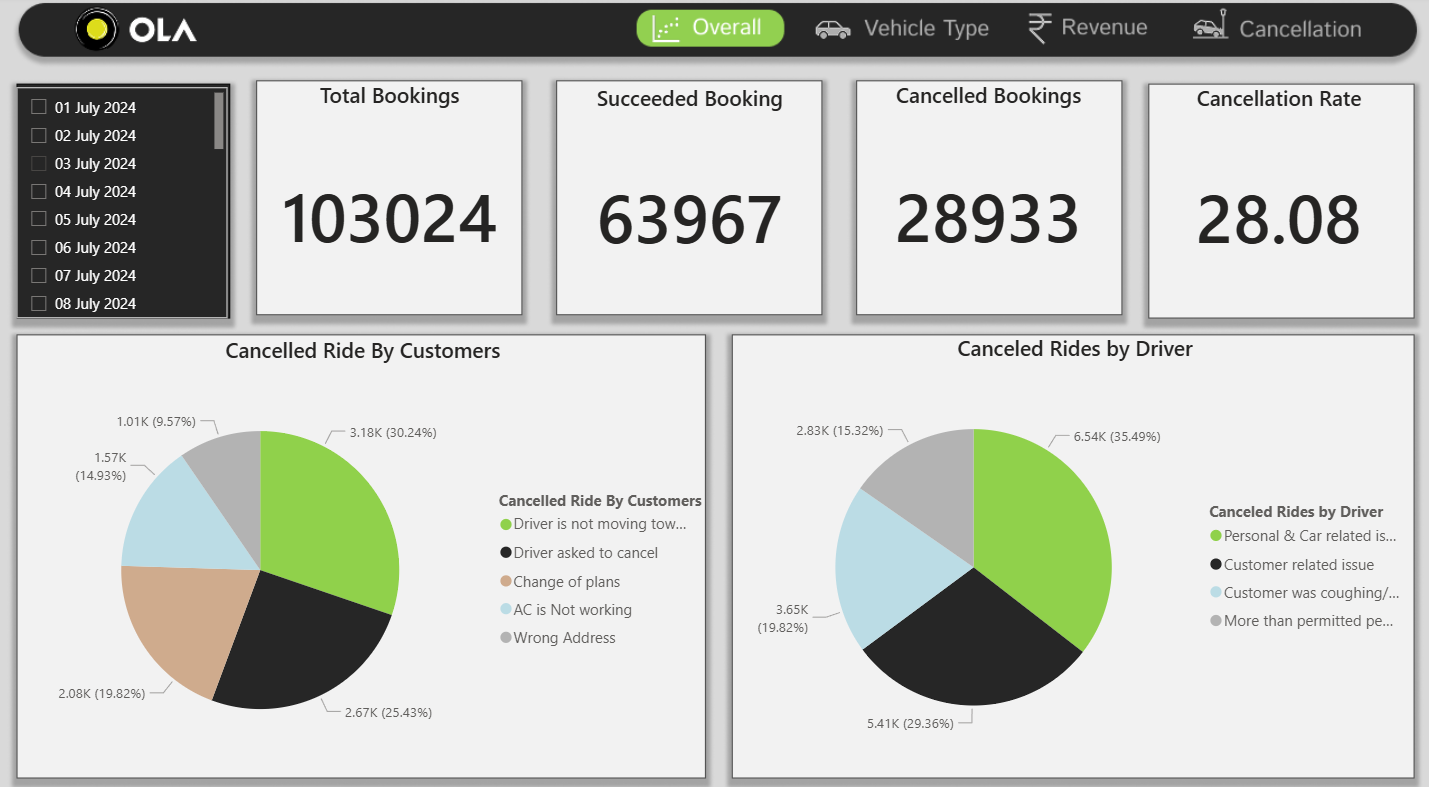 OLA
Overall
Vehicle Type
Revenue
Cancellation
01 July 2024
02 July 2024
03 July 2024
04 July 2024
05 July 2024
06 July 2024
07 July 2024
08 July 2024
Total Bookings
103024
Succeeded Booking
63967
Cancelled Bookings
28933
Cancellation Rate
28.08
Cancelled Ride By Customers
1.01K (9.57%)
3.18K (30.24%)
1.57K
(14.93%)
2.08K (19.82%)
2.67K (25.43%)
Cancelled Ride By Customers
Driver is not moving tow...
Driver asked to cancel
Change of plans
AC is Not working
Wrong Address
Canceled Rides by Driver
2.83K (15.32%)
6.54K (35.49%)
3.65K
(19.82%)
5.41K (29.36%)
Canceled Rides by Driver
Personal & Car related is...
Customer related issue
Customer was coughing/...
More than permitted pe...